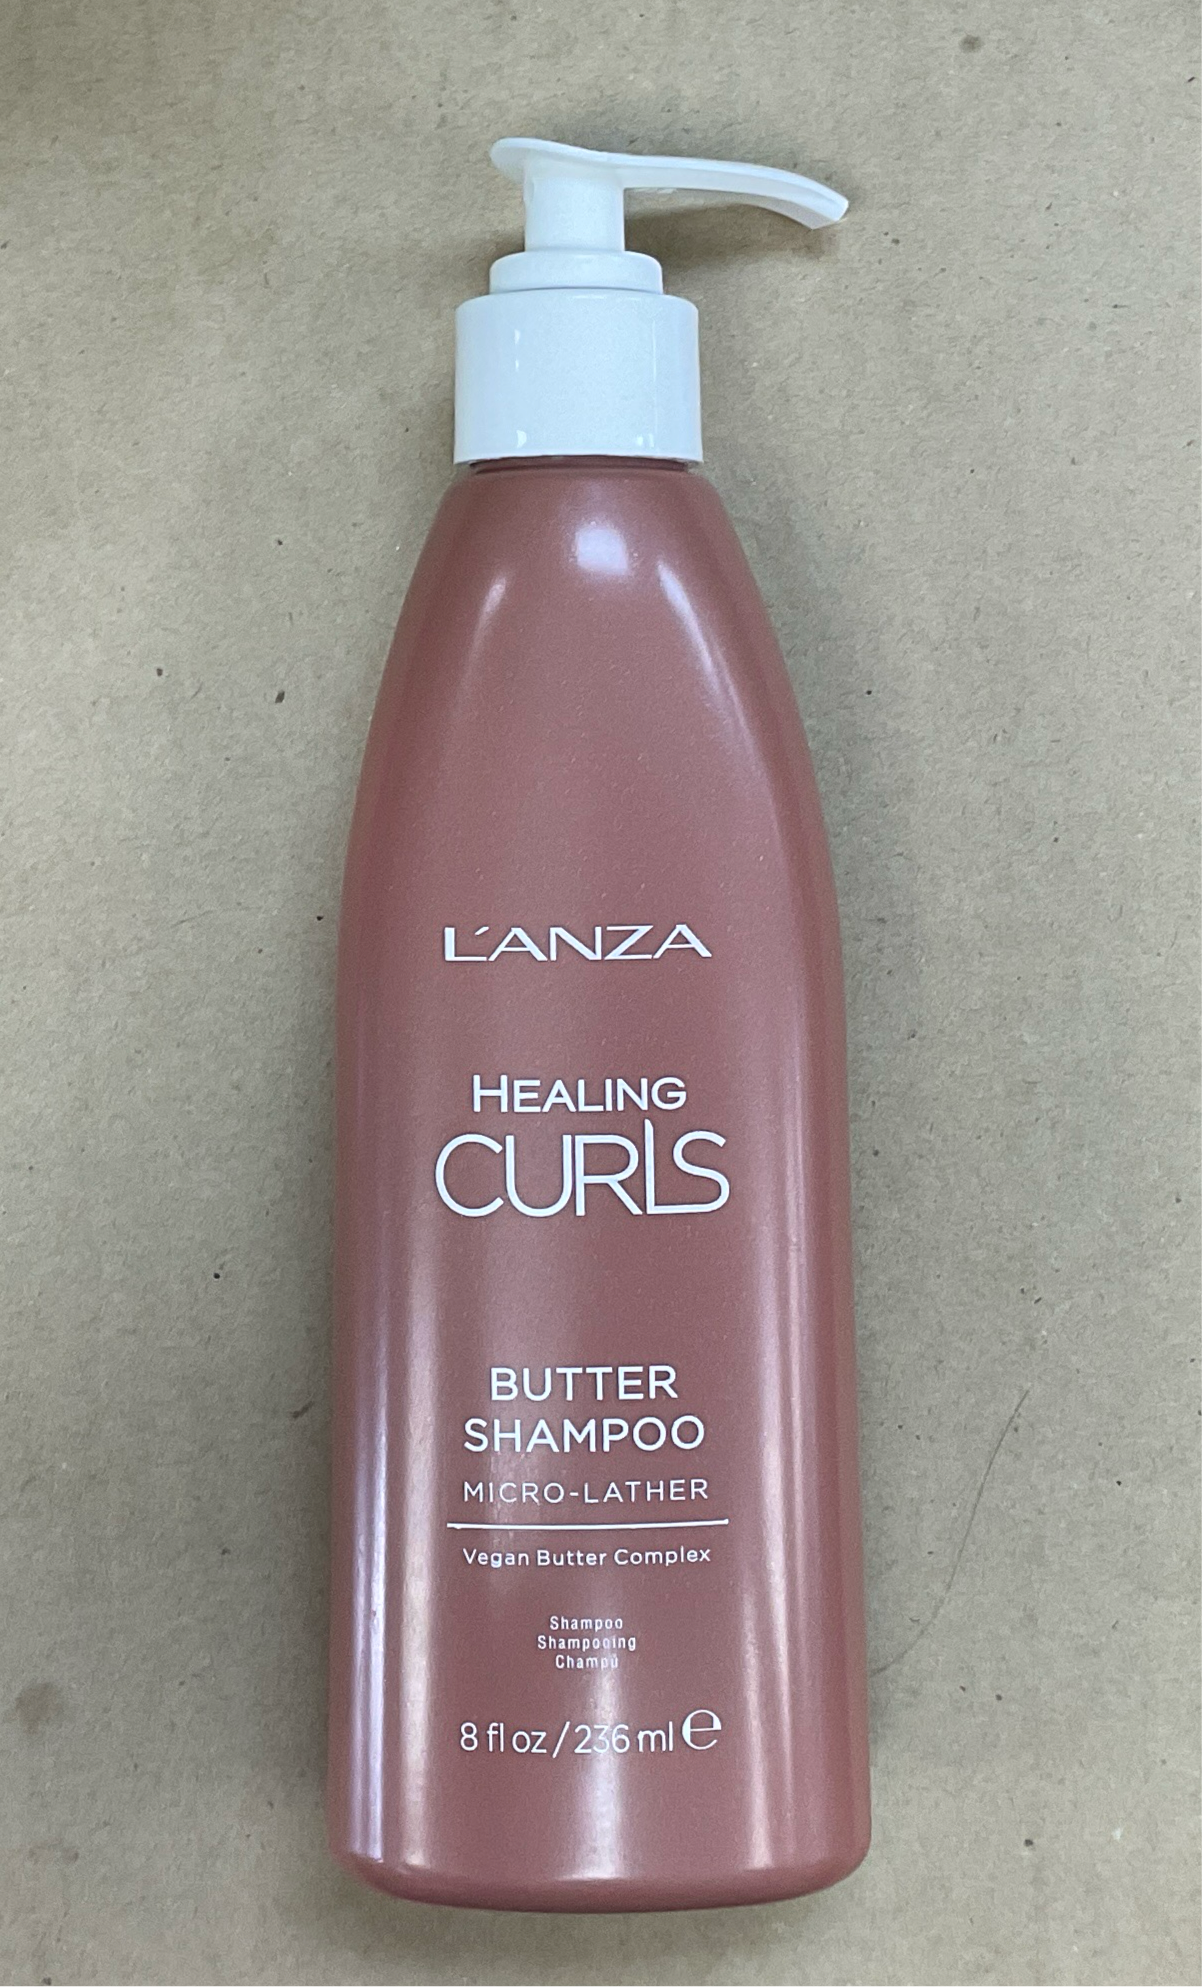 L'ANZA
HEALING
CURLS
BUTTER
SHAMPOO
MICRO-LATHER
Vegan Butter Complex
Shampoo
Shampooing
Champú
8 fl oz / 236 ml ℮